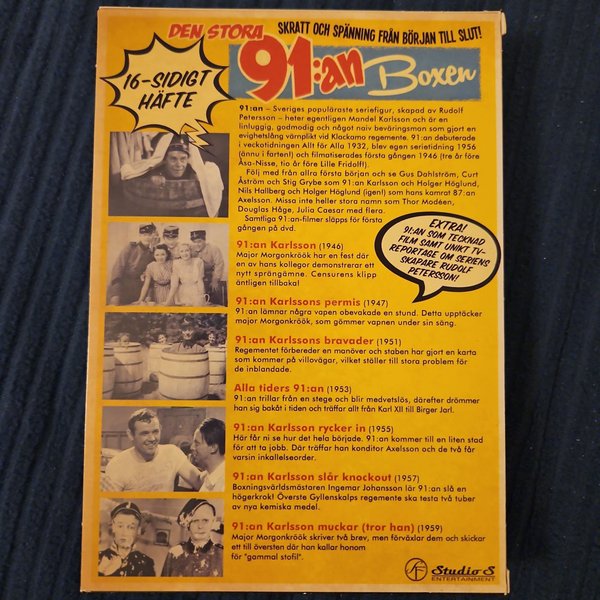 DEN STORA
SKRATT OCH SPÄNNING FRÅN BÖRJAN TILL SLUT!
91:an Boxen
16-SIDIGT
HÄFTE
91:an – Sveriges populäraste seriefigur, skapad av Rudolf
Petersson – heter egentligen Mandel Karlsson och är en
linluggig, godmodig och något naiv beväringsman som gjort en
evighetslång värnplikt vid Klackamo regemente. 91:an debuterade
i veckotidningen Allt för Alla 1932, blev egen serietidning 1956
(ännu i farten!) och filmatiserades första gången 1946 (tre år före
Åsa-Nisse, tio år före Lille Fridolf!).
Följ med från allra första början och se Gus Dahlström, Curt
Åström och Stig Grybe som 91:an Karlsson och Holger Höglund,
Nils Hallberg och Holger Höglund (igen!) som hans kamrat 87:an
Axelsson. Missa inte heller stora namn som Thor Modéen,
Douglas Håge, Julia Caesar med flera.
Samtliga 91:an-filmer släpps för första
gången på dvd.
EXTRA!
91:AN SOM TECKNAD
FILM SAMT UNIKT TV-
REPORTAGE OM SERIENS
SKAPARE RUDOLF
PETERSSON!
91:an Karlsson (1946)
Major Morgonkröök har en fest där
en av hans kollegor demonstrerar ett
nytt sprängämne. Censurens klipp
äntligen tillbaka!
91:an Karlssons permis (1947)
91:an lämnar några vapen obevakade en stund. Detta upptäcker
major Morgonkröök, som gömmer vapnen under sin säng.
91:an Karlssons bravader (1951)
Regementet förbereder en manöver och staben har gjort en karta
som kommer på villovägar, vilket ställer till stora problem för
de inblandade.
Alla tiders 91:an (1953)
91:an trillar från en stege och blir medvetslös, därefter drömmer
han sig bakåt i tiden och träffar allt från Karl XII till Birger Jarl.
91:an Karlsson rycker in (1955)
Här får ni se hur det hela började. 91:an kommer till en liten stad
för att ta jobb. Där träffar han konditor Axelsson och de två får
varsin inkallelseorder.
91:an Karlsson slår knockout (1957)
Boxningsvärldsmästaren Ingemar Johansson lär 91:an slå en
högerkrok! Överste Gyllenskalps regemente ska testa två tuber
av nya kemiska medel.
91:an Karlsson muckar (tror han) (1959)
Major Morgonkröök skriver två brev, men förväxlar dem och skickar
ett till översten där han kallar honom
för "gammal stofil".
SF Studio S
ENTERTAINMENT